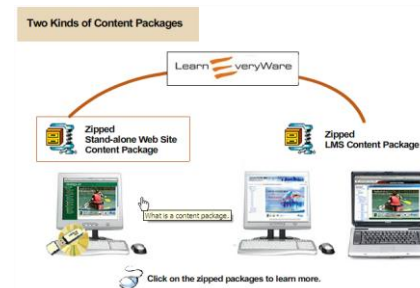 Two Kinds of Content Packages
Learn EveryWare
Zipped
Stand-alone Web Site
Content Package
Zipped
LMS Content Package
What is a content package.
Click on the zipped packages to learn more.